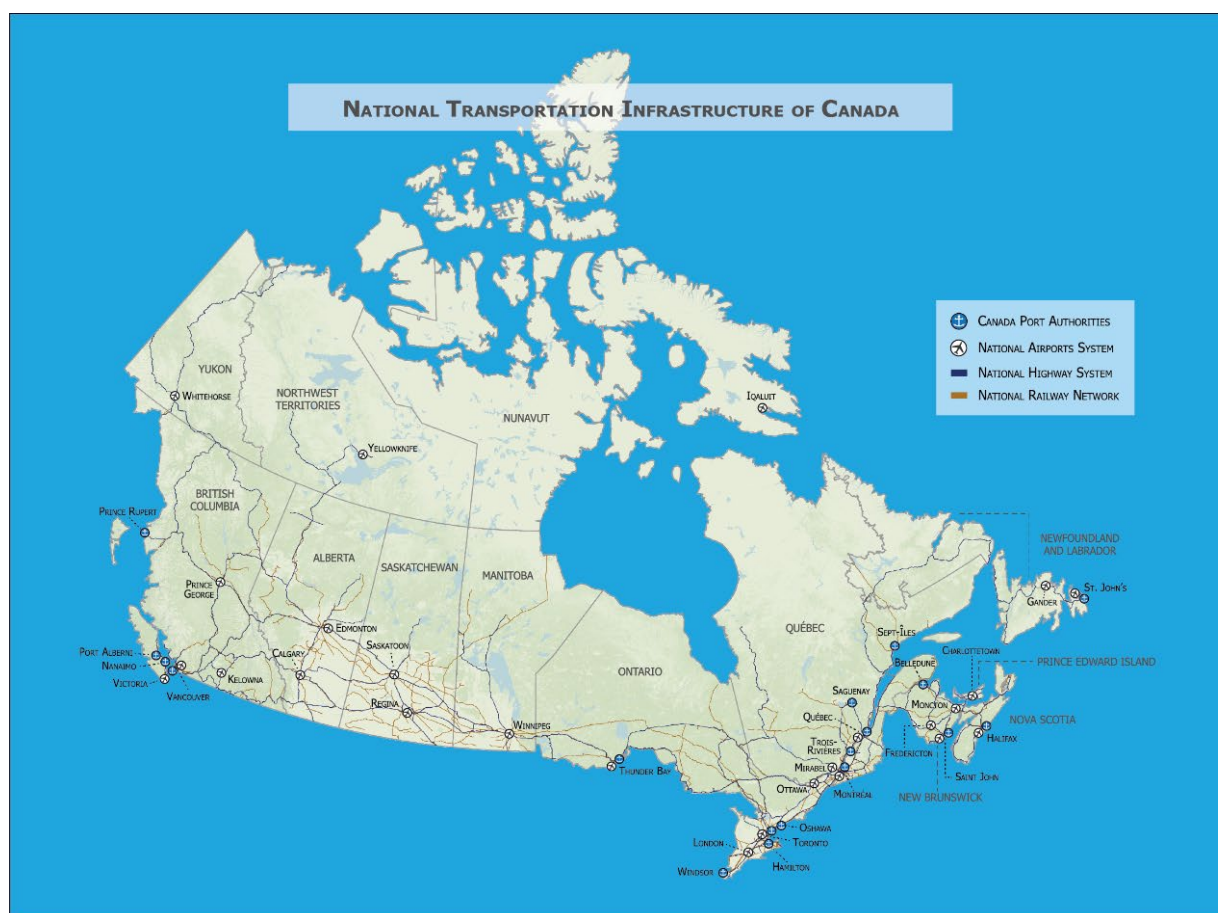 National Transportation Infrastructure of Canada
Canada Port Authorities
National Airports System
National Highway System
National Railway Network
Yukon
Whitehorse
Northwest
Territories
Nunavut
Iqaluit
Yellowknife
British
Columbia
Prince Rupert
Alberta
Saskatchewan
Manitoba
Newfoundland
and Labrador
Prince
George
Gander
St. John's
Edmonton
Québec
Sept-Îles
Charlottetown
Port Alberni
Nanaimo
Victoria
Vancouver
Kelowna
Calgary
Saskatoon
Ontario
Belledune
Prince Edward Island
Saguenay
Moncton
Regina
Winnipeg
Québec
Nova Scotia
Trois-
Rivières
Halifax
Fredericton
Thunder Bay
Mirabel
Saint John
Ottawa
Montréal
New Brunswick
Oshawa
London
Toronto
Windsor
Hamilton